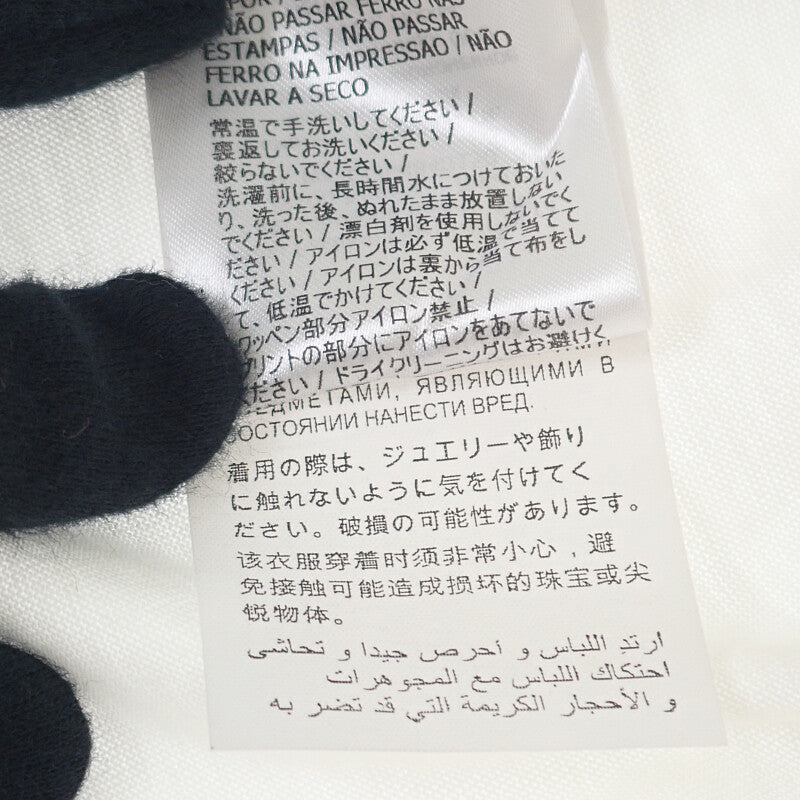 NÃO PASSAR FERRO NAS
ESTAMPAS / NÃO PASSAR
FERRO NA IMPRESSAO / NÃO
LAVAR A SECO
常温で手洗いしてください /
裏返してお洗いください /
絞らないでください /
洗濯前に、長時間水につけておいた
り、洗った後、ぬれたまま放置しない
でください / 漂白剤を使用しないでく
ださい / アイロンは必ず低温で当てて
ください / アイロンは裏から当て布をし
て、低温でかけてください /
ワッペン部分アイロン禁止 /
プリントの部分にアイロンをあてないで
ください / ドライクリーニングはお避けく
ЯВЛЯЮЩИМИ В
СОСТОЯНИИ НАНЕСТИ ВРЕД.
着用の際は、ジュエリーや飾り
に触れないように気を付けてく
ださい。破損の可能性があります。
该衣服穿着时须非常小心，避
免接触可能造成损坏的珠宝或尖
锐物体。
ارتد اللباس و أحرص جيدا و تحاشى
احتكاك اللباس مع المجوهرات
و الأحجار الكريمة التي قد تضر به